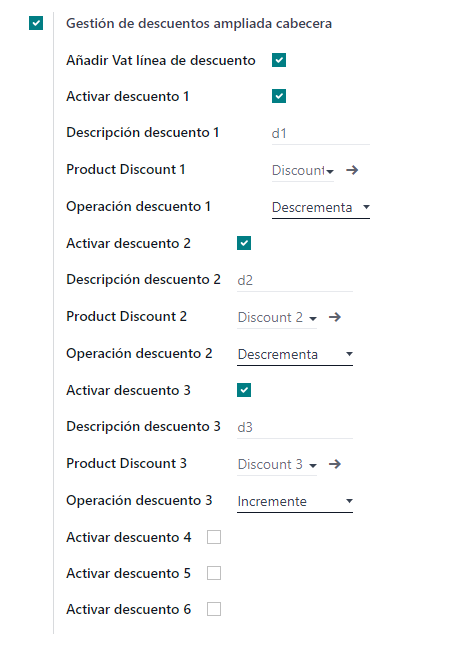 Gestión de descuentos ampliada cabecera
Añadir Vat línea de descuento
Activar descuento 1
Descripción descuento 1 d1
Product Discount 1 Discount
Operación descuento 1 Descrementa
Activar descuento 2
Descripción descuento 2 d2
Product Discount 2 Discount 2
Operación descuento 2 Descrementa
Activar descuento 3
Descripción descuento 3 d3
Product Discount 3 Discount 3
Operación descuento 3 Incremente
Activar descuento 4
Activar descuento 5
Activar descuento 6